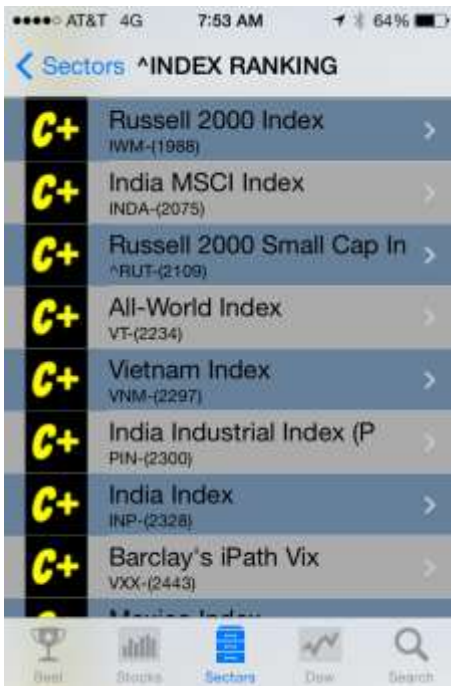 AT&T 4G 7:53 AM 64%
Sectors ^INDEX RANKING
C+ Russell 2000 Index
IWM-(1988)
C+ India MSCI Index
INDA-(2075)
C+ Russell 2000 Small Cap In
^RUT-(2109)
C+ All-World Index
VT-(2234)
C+ Vietnam Index
VNM-(2297)
C+ India Industrial Index (P
PIN-(2300)
C+ India Index
INP-(2328)
C+ Barclay's iPath Vix
VXX-(2443)
Mexico Index
Best Stocks Sectors Dow Search